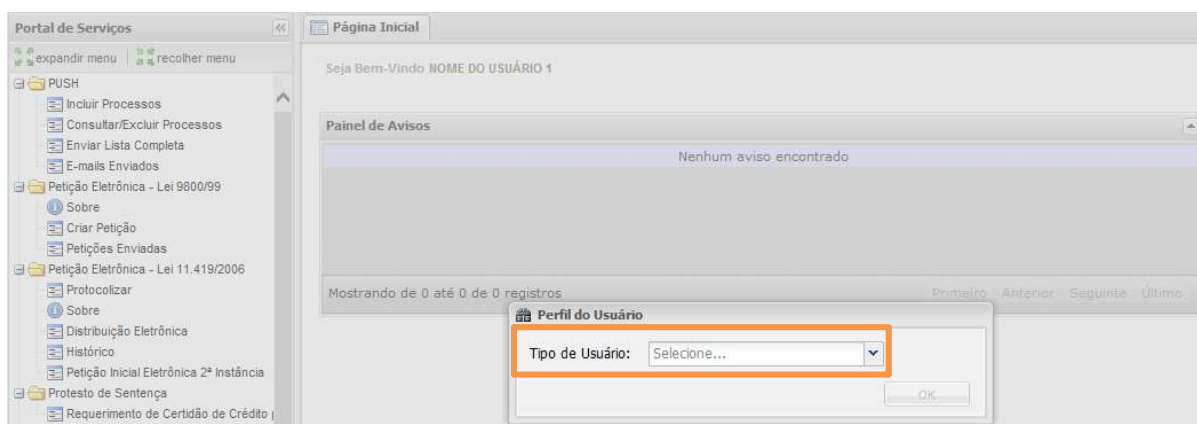 Portal de Serviços
expandir menu
recolher menu
PUSH
Incluir Processos
Consultar/Excluir Processos
Enviar Lista Completa
E-mails Enviados
Petição Eletrônica - Lei 9800/99
Sobre
Criar Petição
Petições Enviadas
Petição Eletrônica - Lei 11.419/2006
Protocolizar
Sobre
Distribuição Eletrônica
Histórico
Petição Inicial Eletrônica 2ª Instância
Protesto de Sentença
Requerimento de Certidão de Crédito
Página Inicial
Seja Bem-Vindo NOME DO USUÁRIO 1
Painel de Avisos
Nenhum aviso encontrado
Mostrando de 0 até 0 de 0 registros
Primeiro Anterior Seguinte Último
Perfil do Usuário
Tipo de Usuário: Selecione...
OK